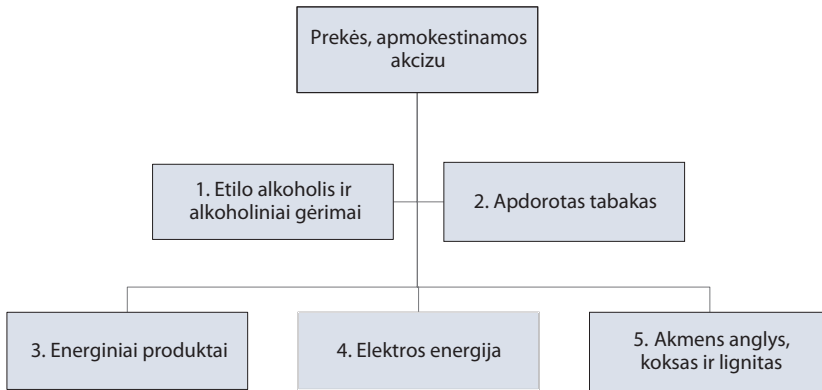 Prekės, apmokestinamos
akcizu
1. Etilo alkoholis ir
alkoholiniai gėrimai
2. Apdorotas tabakas
3. Energiniai produktai
4. Elektros energija
5. Akmens anglys,
koksas ir lignitas